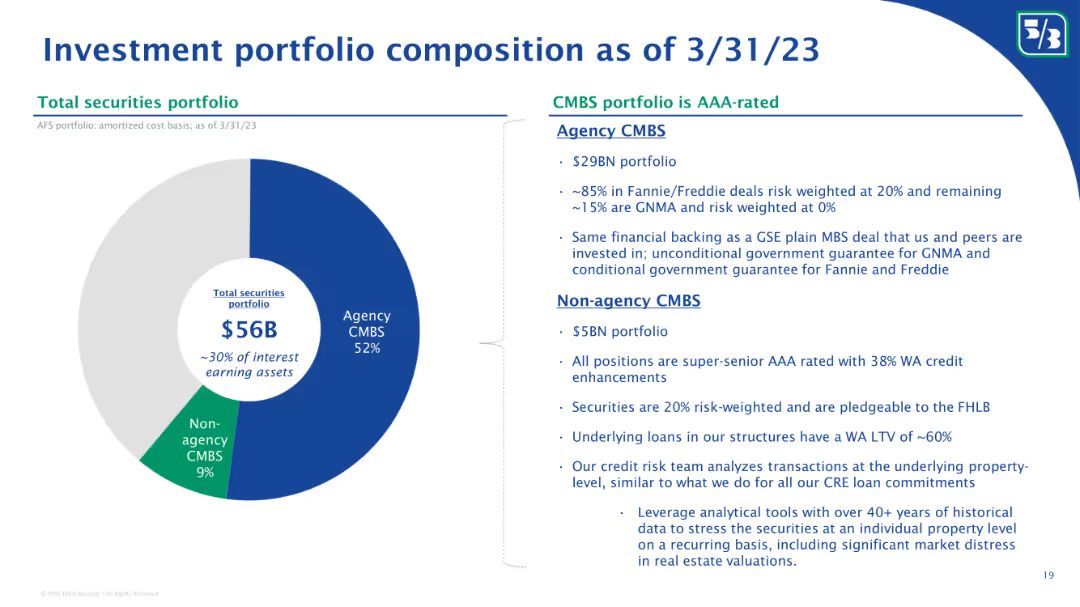 Investment portfolio composition as of 3/31/23
5/3
Total securities portfolio
AFS portfolio: amortized cost basis; as of 3/31/23
Total securities
portfolio
$56B
~30% of interest
earning assets
Agency
CMBS
52%
Non-
agency
CMBS
9%
CMBS portfolio is AAA-rated
Agency CMBS
· $29BN portfolio
· ~85% in Fannie/Freddie deals risk weighted at 20% and remaining
~15% are GNMA and risk weighted at 0%
· Same financial backing as a GSE plain MBS deal that us and peers are
invested in; unconditional government guarantee for GNMA and
conditional government guarantee for Fannie and Freddie
Non-agency CMBS
· $5BN portfolio
· All positions are super-senior AAA rated with 38% WA credit
enhancements
· Securities are 20% risk-weighted and are pledgeable to the FHLB
· Underlying loans in our structures have a WA LTV of ~60%
· Our credit risk team analyzes transactions at the underlying property-
level, similar to what we do for all our CRE loan commitments
· Leverage analytical tools with over 40+ years of historical
data to stress the securities at an individual property level
on a recurring basis, including significant market distress
in real estate valuations.
19